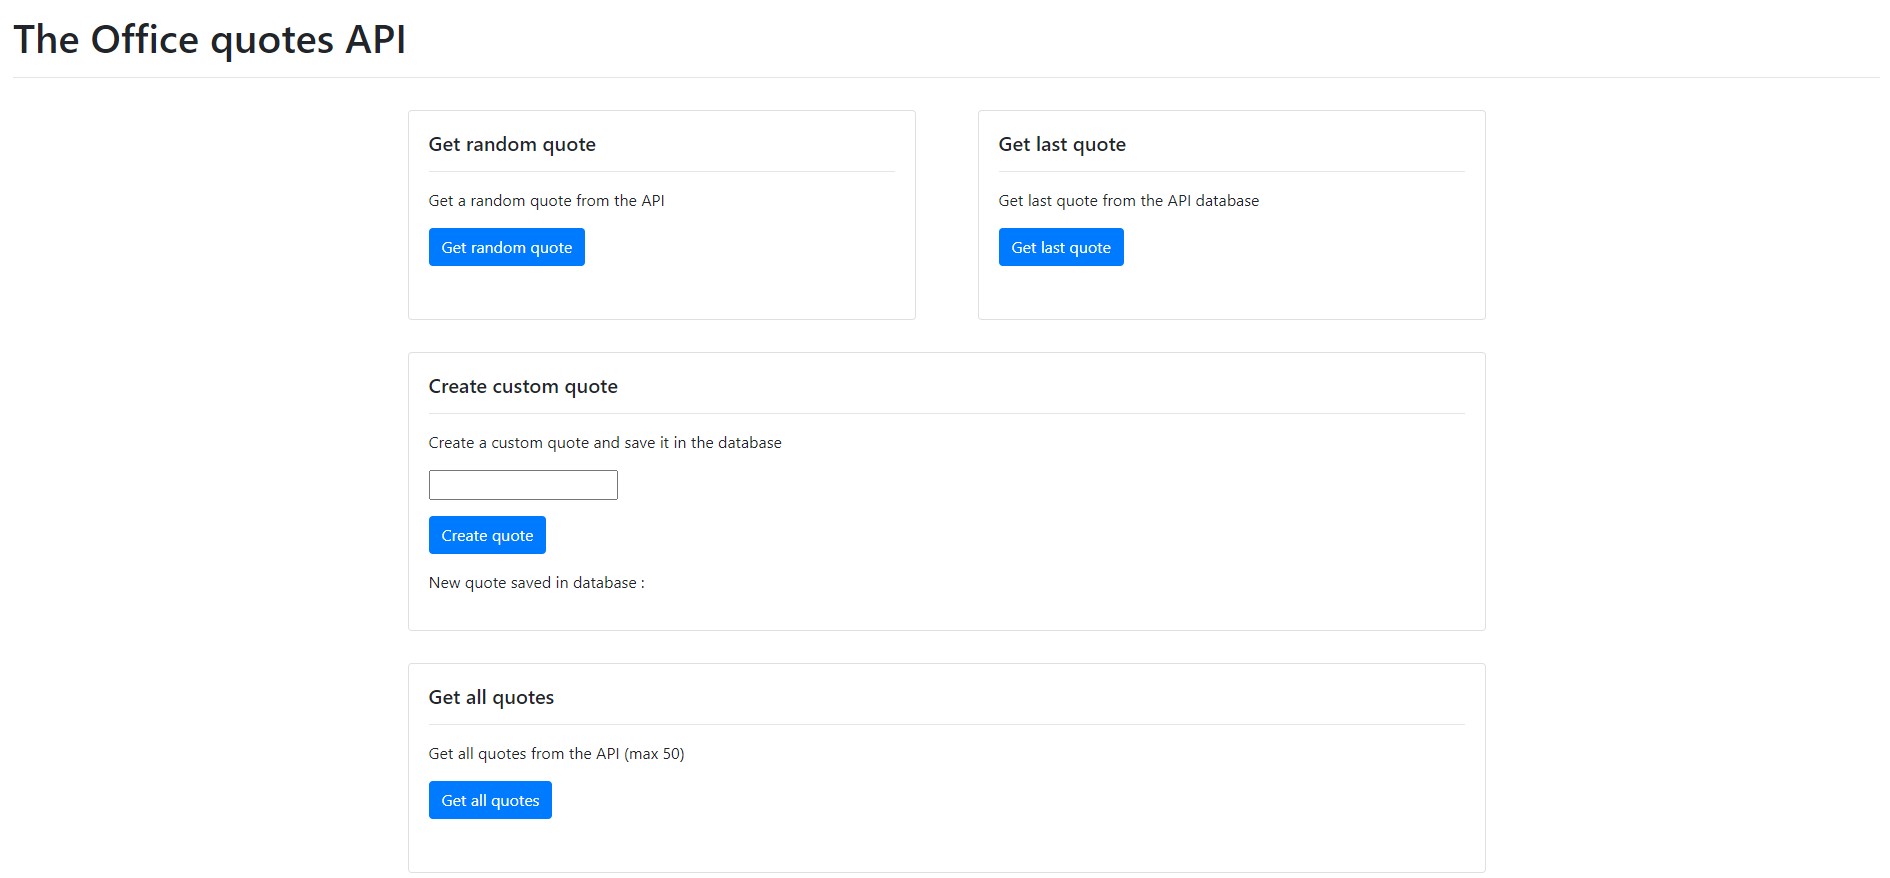 The Office quotes API
Get random quote
Get a random quote from the API
Get random quote
Get last quote
Get last quote from the API database
Get last quote
Create custom quote
Create a custom quote and save it in the database
Create quote
New quote saved in database :
Get all quotes
Get all quotes from the API (max 50)
Get all quotes